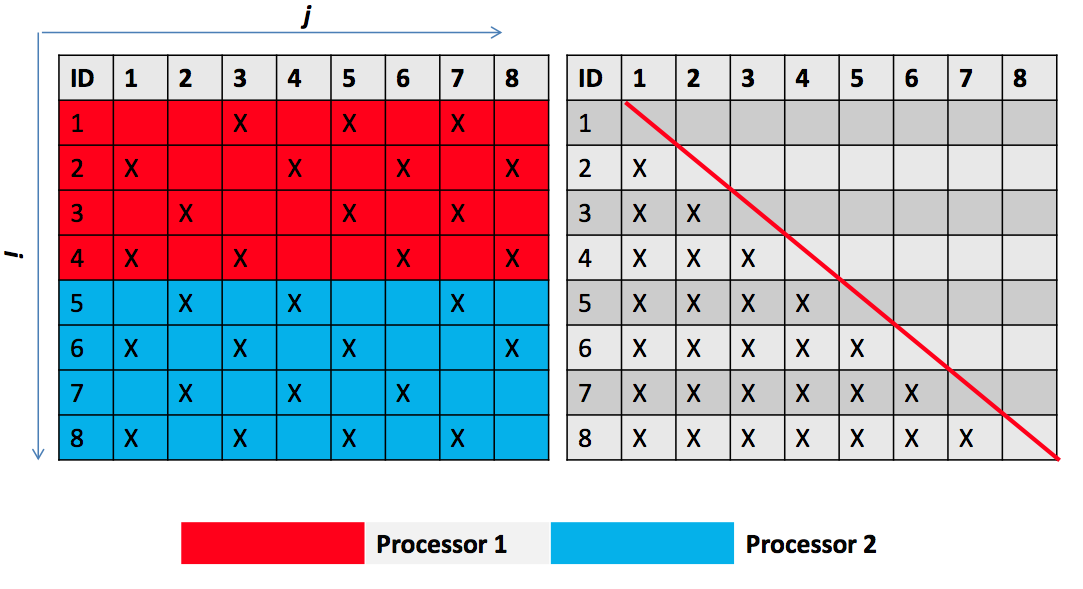 j
i
ID 1 2 3 4 5 6 7 8
1 X X X
2 X X X X
3 X X X
4 X X X X
5 X X X
6 X X X X
7 X X X
8 X X X X
ID 1 2 3 4 5 6 7 8
1
2 X
3 X X
4 X X X
5 X X X X
6 X X X X X
7 X X X X X X
8 X X X X X X X
Processor 1 Processor 2